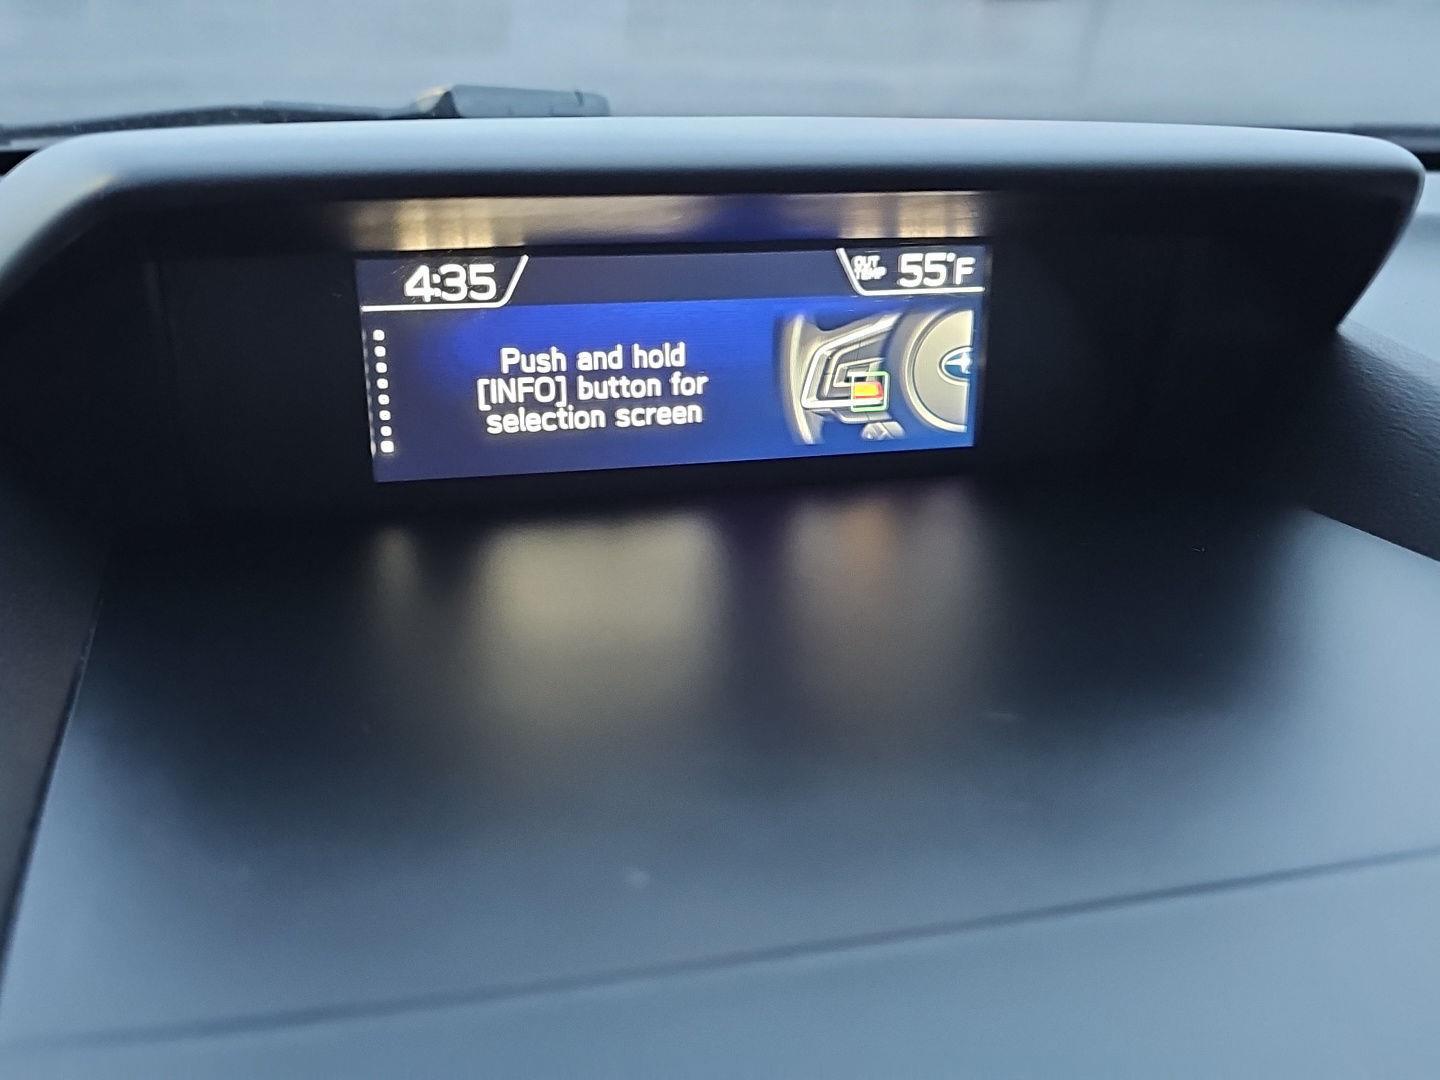 4:35
OUT
TEMP
55°F
Push and hold
[INFO] button for
selection screen